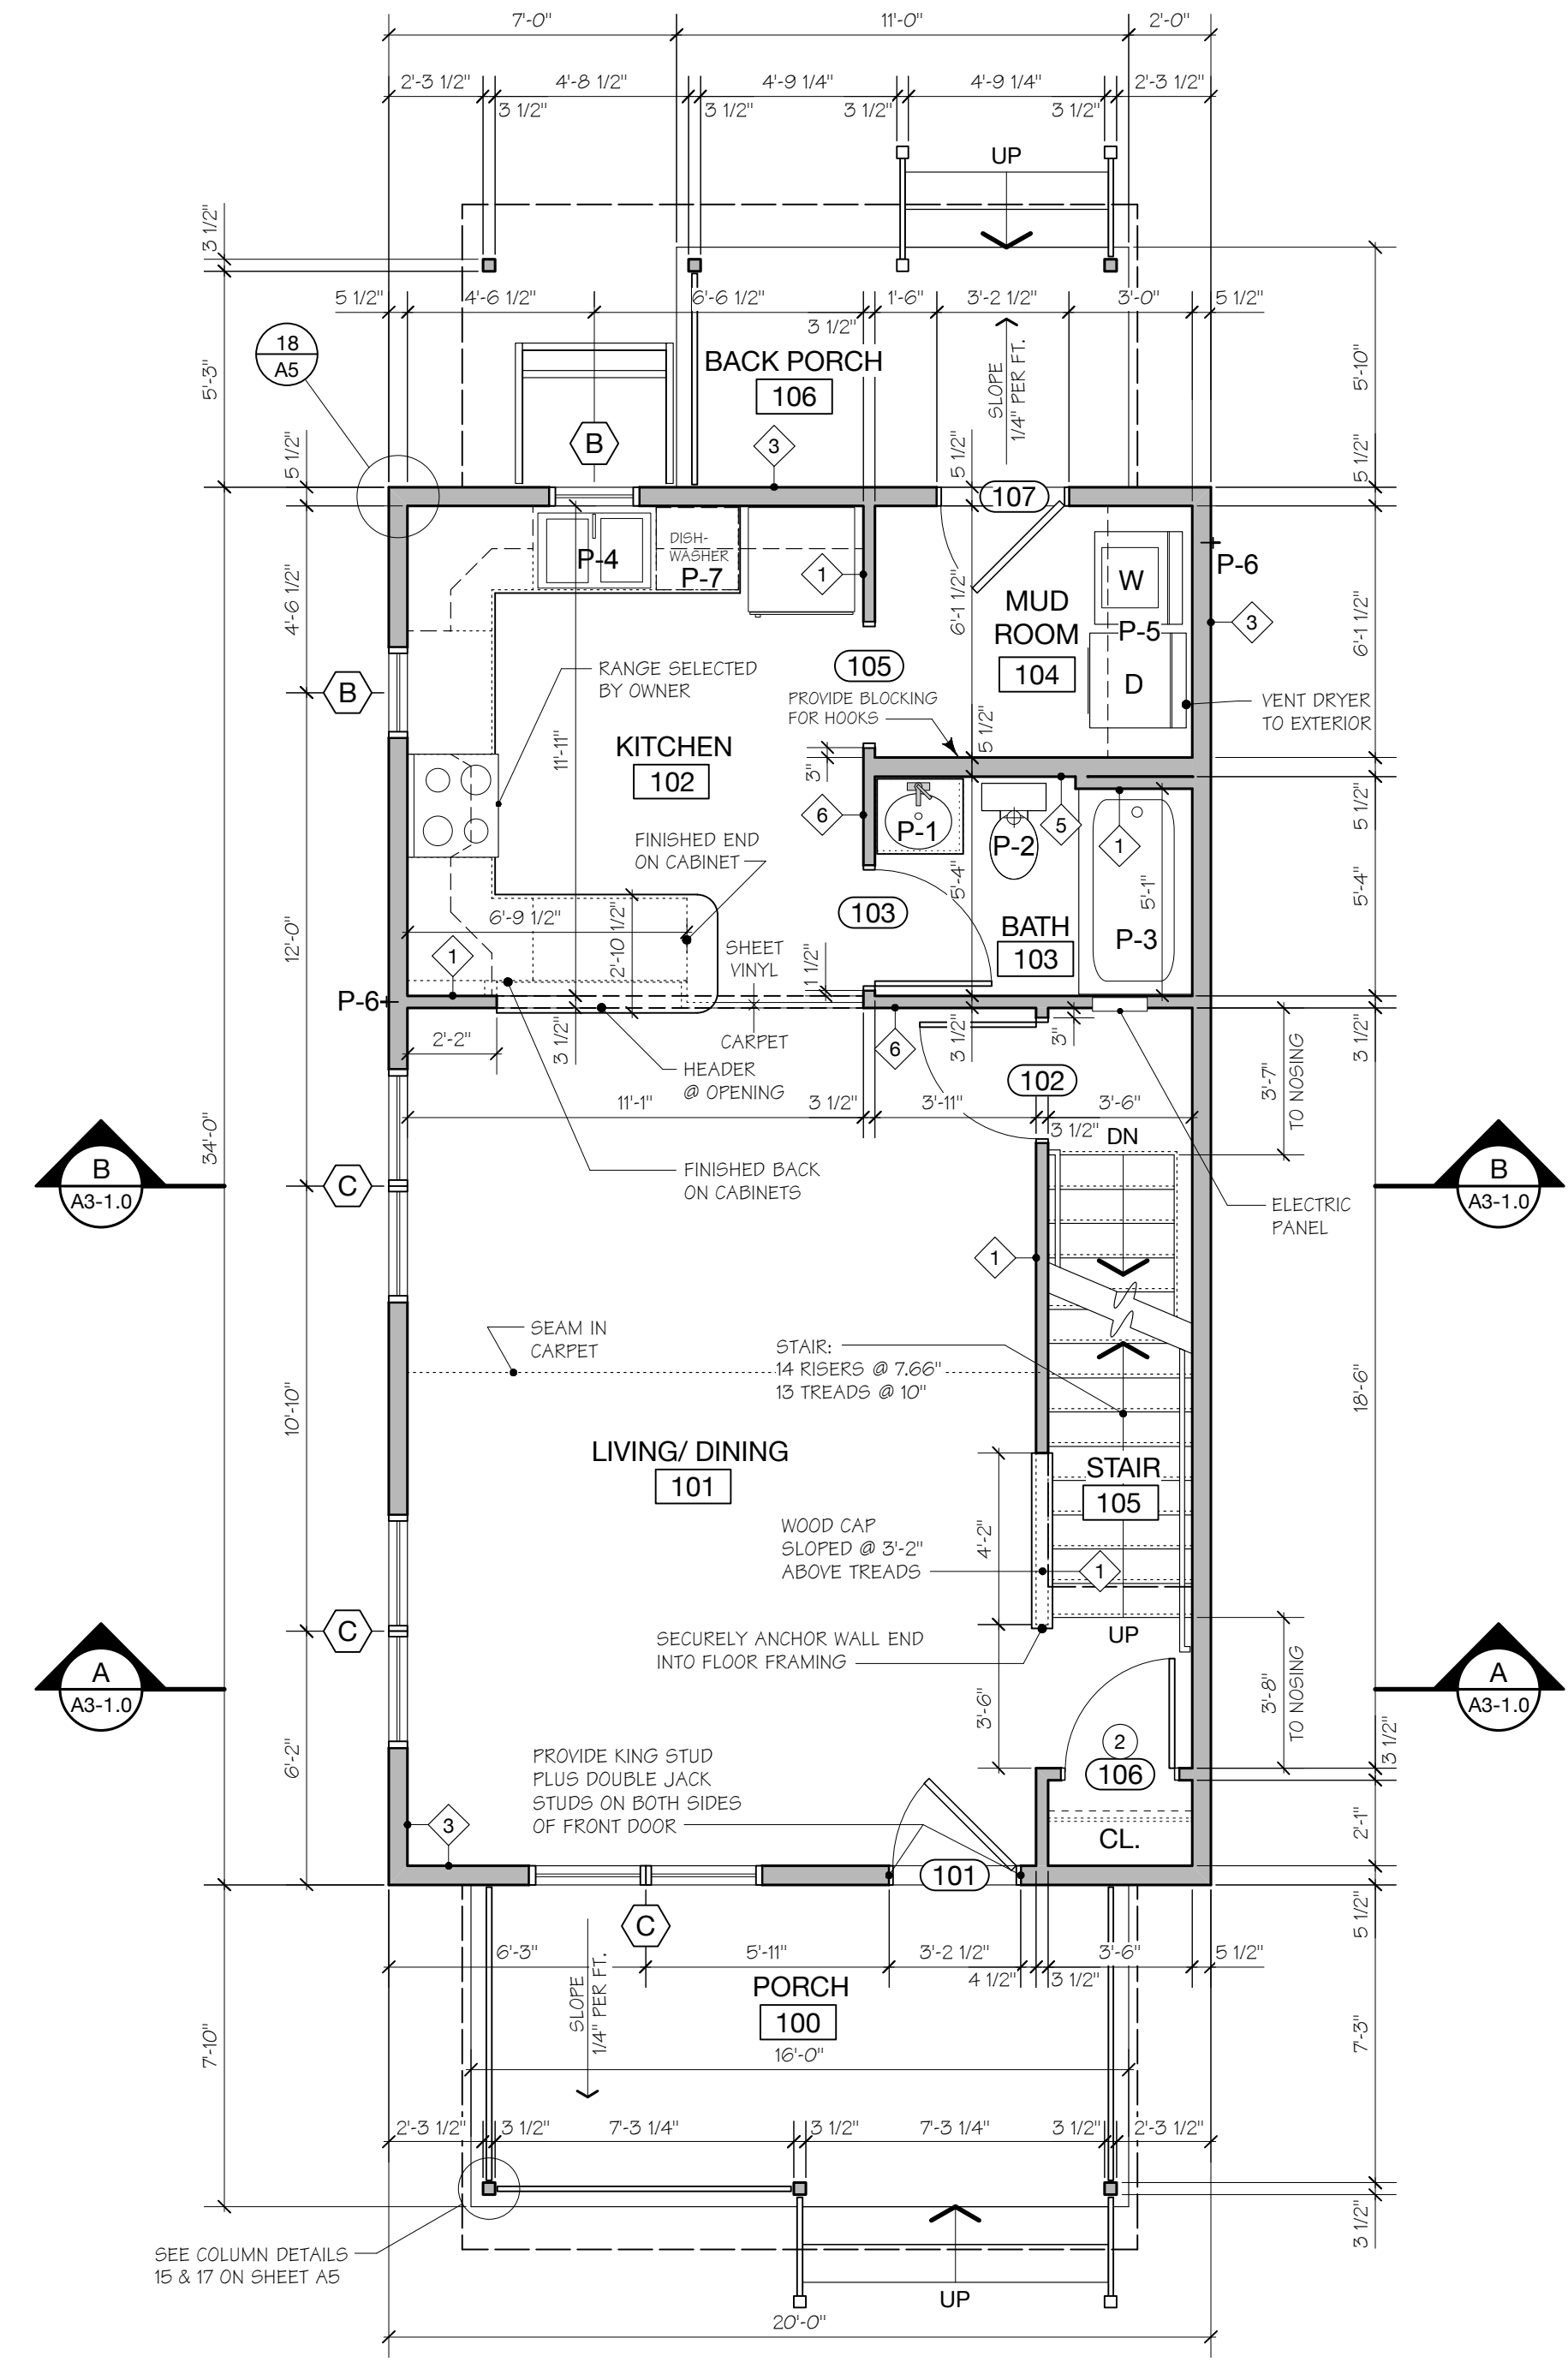 7'-0" 11'-0" 2'-0"
2'-3 1/2" 4'-8 1/2" 4'-9 1/4" 4'-9 1/4" 2'-3 1/2"
3 1/2" 3 1/2" 3 1/2" 3 1/2"
UP
3 1/2"
5 1/2" 4'-6 1/2" 6'-6 1/2" 1'-6" 3'-2 1/2" 3'-0" 5 1/2"
3 1/2"
18
A5
BACK PORCH
106
SLOPE
1/4" PER FT.
5'-3"
5'-10"
B
3
5 1/2"
5 1/2"
5 1/2"
107
P-4
DISH-
WASHER
P-7
1
P-6
W
4'-6 1/2"
6'-1 1/2"
MUD
ROOM
104
P-5
3
6'-1 1/2"
105
D
RANGE SELECTED
BY OWNER
B
PROVIDE BLOCKING
FOR HOOKS
VENT DRYER
TO EXTERIOR
11'-11"
5 1/2"
KITCHEN
102
3"
6
P-1
P-2
5
1
5 1/2"
FINISHED END
ON CABINET
5'-4"
5'-1"
5'-4"
12'-0"
6'-9 1/2"
2'-10 1/2"
103
BATH
103
P-3
SHEET
VINYL
1
1 1/2"
P-6
3 1/2"
CARPET
6
3 1/2"
3"
3 1/2"
2'-2"
HEADER
@ OPENING
102
3'-7"
TO NOSING
11'-1" 3 1/2" 3'-11" 3'-6"
3 1/2"
DN
34'-0"
B
A3-1.0
C
FINISHED BACK
ON CABINETS
B
A3-1.0
ELECTRIC
PANEL
1
SEAM IN
CARPET
STAIR:
14 RISERS @ 7.66"
13 TREADS @ 10"
10'-10"
18'-6"
LIVING/ DINING
101
STAIR
105
WOOD CAP
SLOPED @ 3'-2"
ABOVE TREADS
4'-2"
1
C
SECURELY ANCHOR WALL END
INTO FLOOR FRAMING
UP
A
A3-1.0
A
A3-1.0
3'-6"
3'-8"
TO NOSING
6'-2"
PROVIDE KING STUD
PLUS DOUBLE JACK
STUDS ON BOTH SIDES
OF FRONT DOOR
2
106
3 1/2"
3
CL.
2'-1"
101
C
5 1/2"
6'-3" 5'-11" 3'-2 1/2" 3'-6" 5 1/2"
4 1/2" 3 1/2"
SLOPE
1/4" PER FT.
PORCH
100
7'-10"
7'-3"
16'-0"
2'-3 1/2" 3 1/2" 7'-3 1/4" 3 1/2" 7'-3 1/4" 3 1/2" 2'-3 1/2"
3 1/2"
SEE COLUMN DETAILS
15 & 17 ON SHEET A5
UP
20'-0"